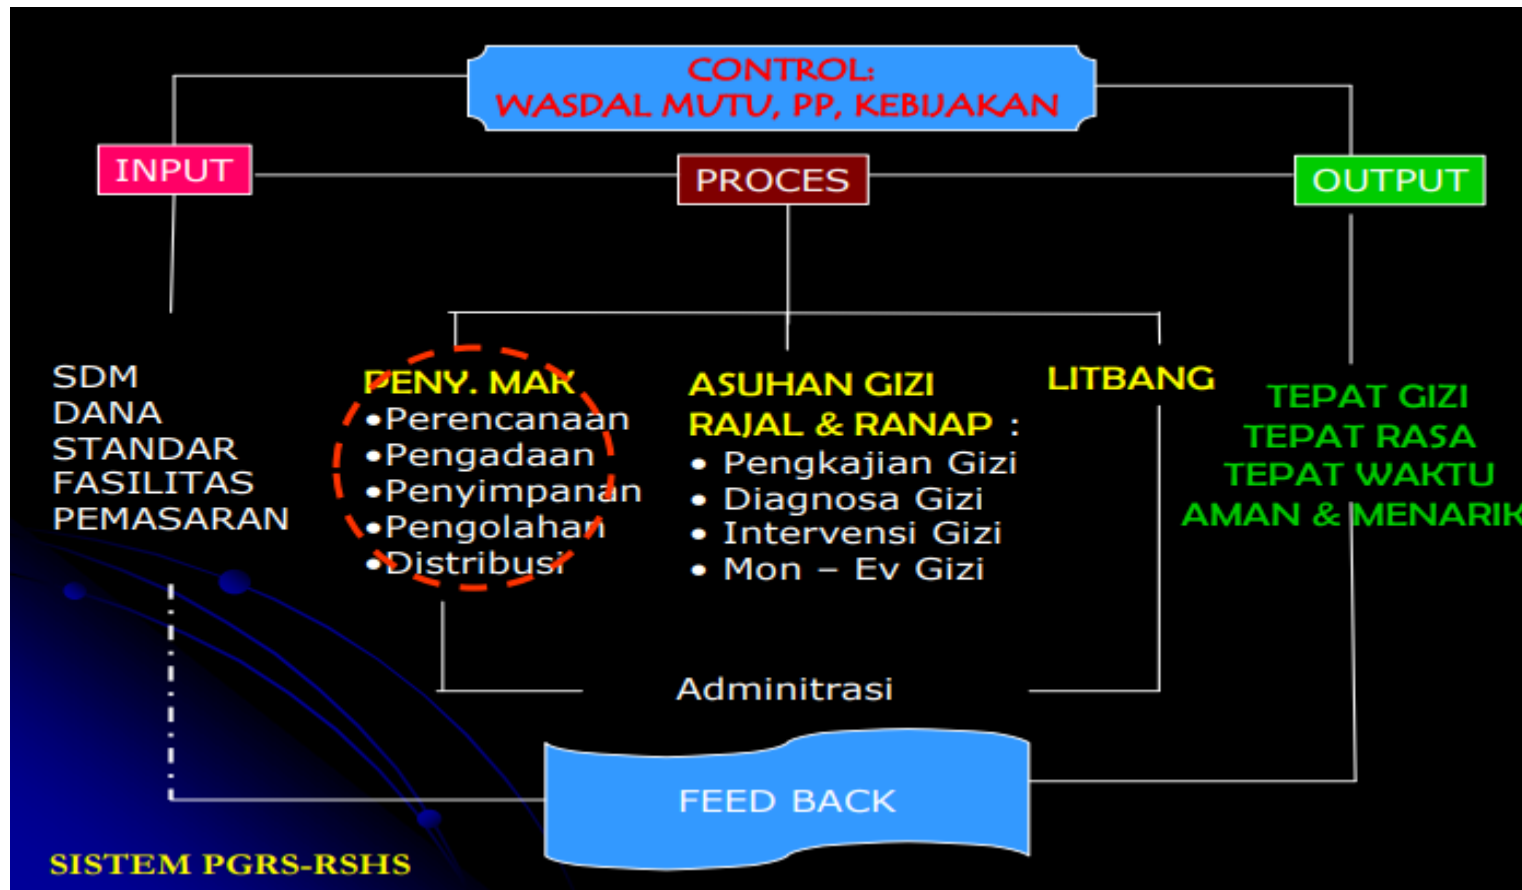 CONTROL:
WASDAL MUTU, PP, KEBIJAKAN
INPUT
PROCES
OUTPUT
SDM
DANA
STANDAR
FASILITAS
PEMASARAN
PENY. MAK
•Perencanaan
•Pengadaan
•Penyimpanan
•Pengolahan
•Distribusi
ASUHAN GIZI
RAJAL & RANAP :
• Pengkajian Gizi
• Diagnosa Gizi
• Intervensi Gizi
• Mon – Ev Gizi
LITBANG
TEPAT GIZI
TEPAT RASA
TEPAT WAKTU
AMAN & MENARIK
Adminitrasi
FEED BACK
SISTEM PGRS-RSHS